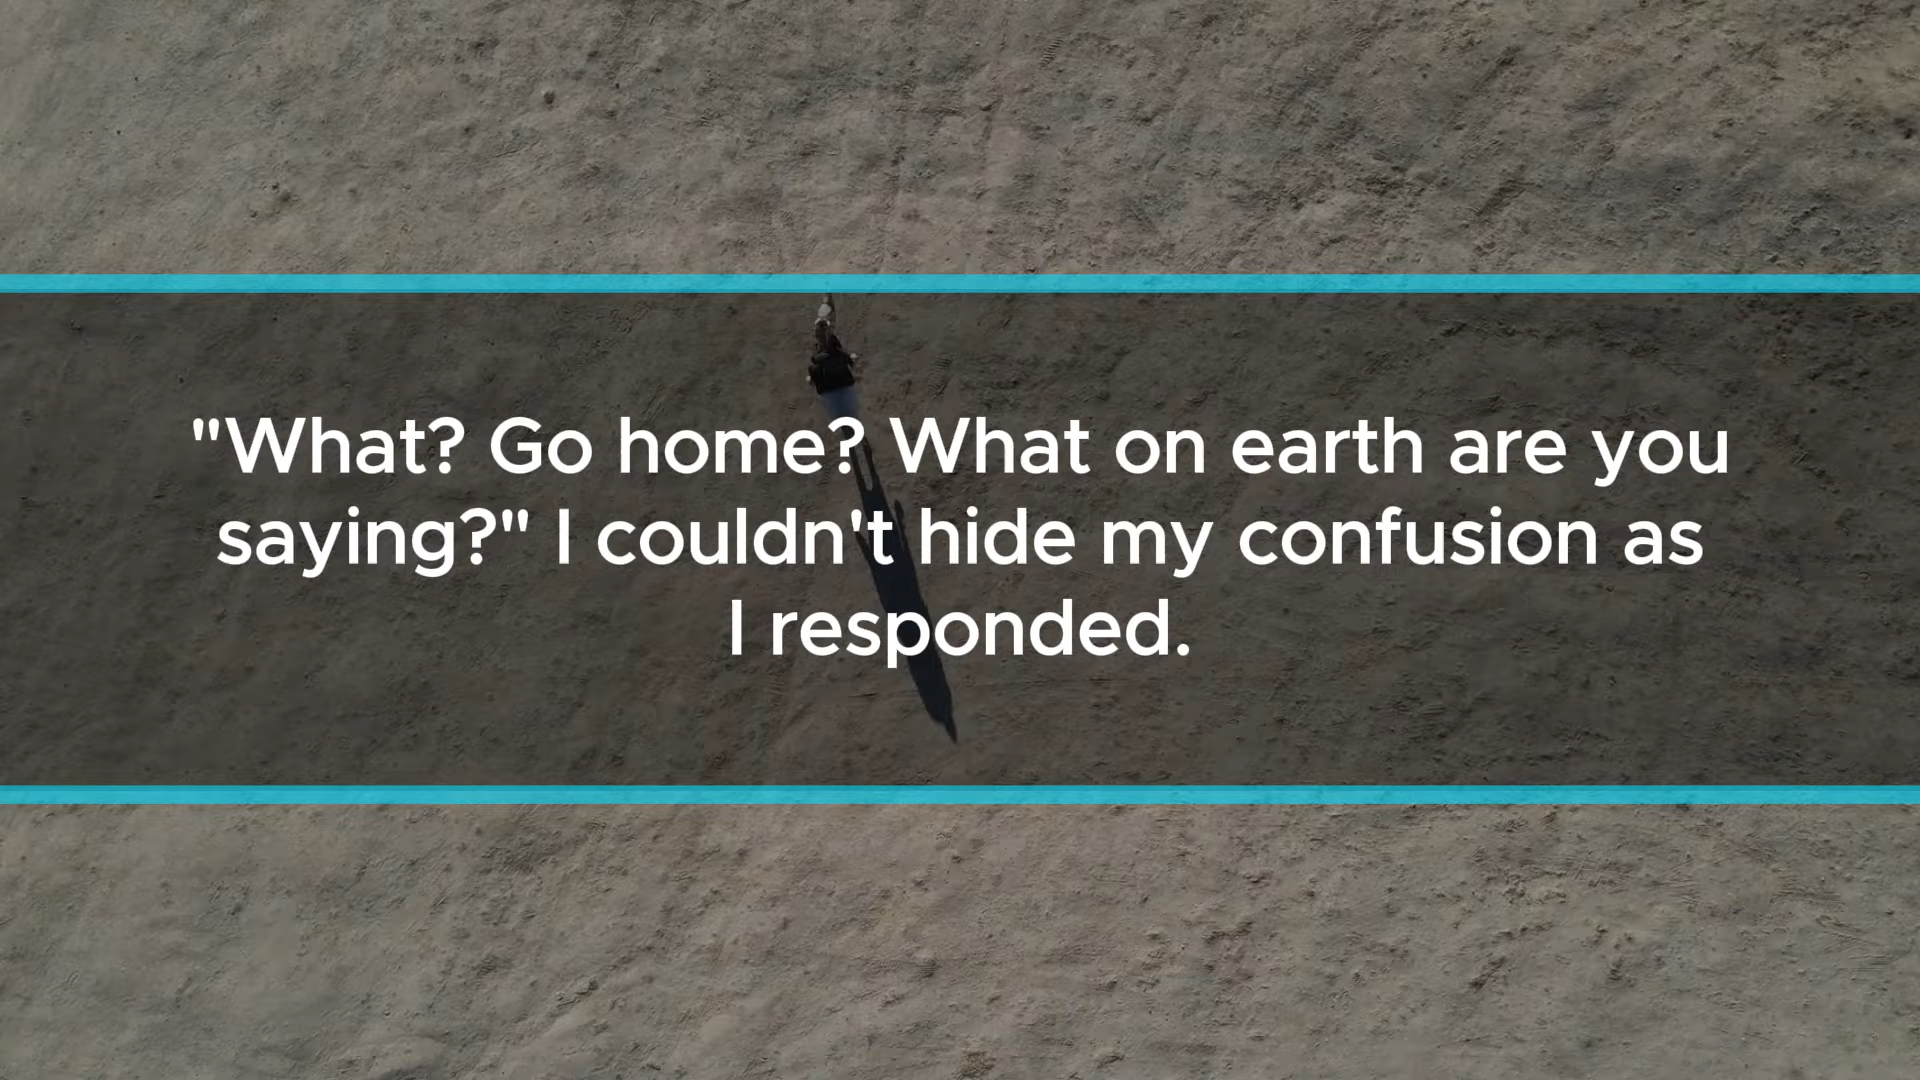 "What? Go home? What on earth are you
saying?" I couldn't hide my confusion as
I responded.